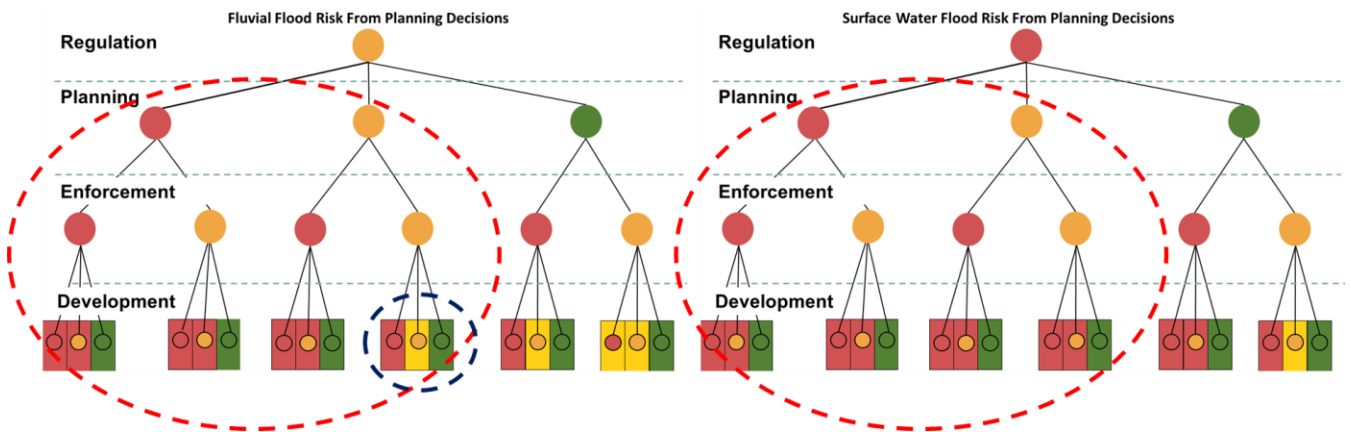 Fluvial Flood Risk From Planning Decisions
Regulation
Planning
Enforcement
Development
Surface Water Flood Risk From Planning Decisions
Regulation
Planning
Enforcement
Development